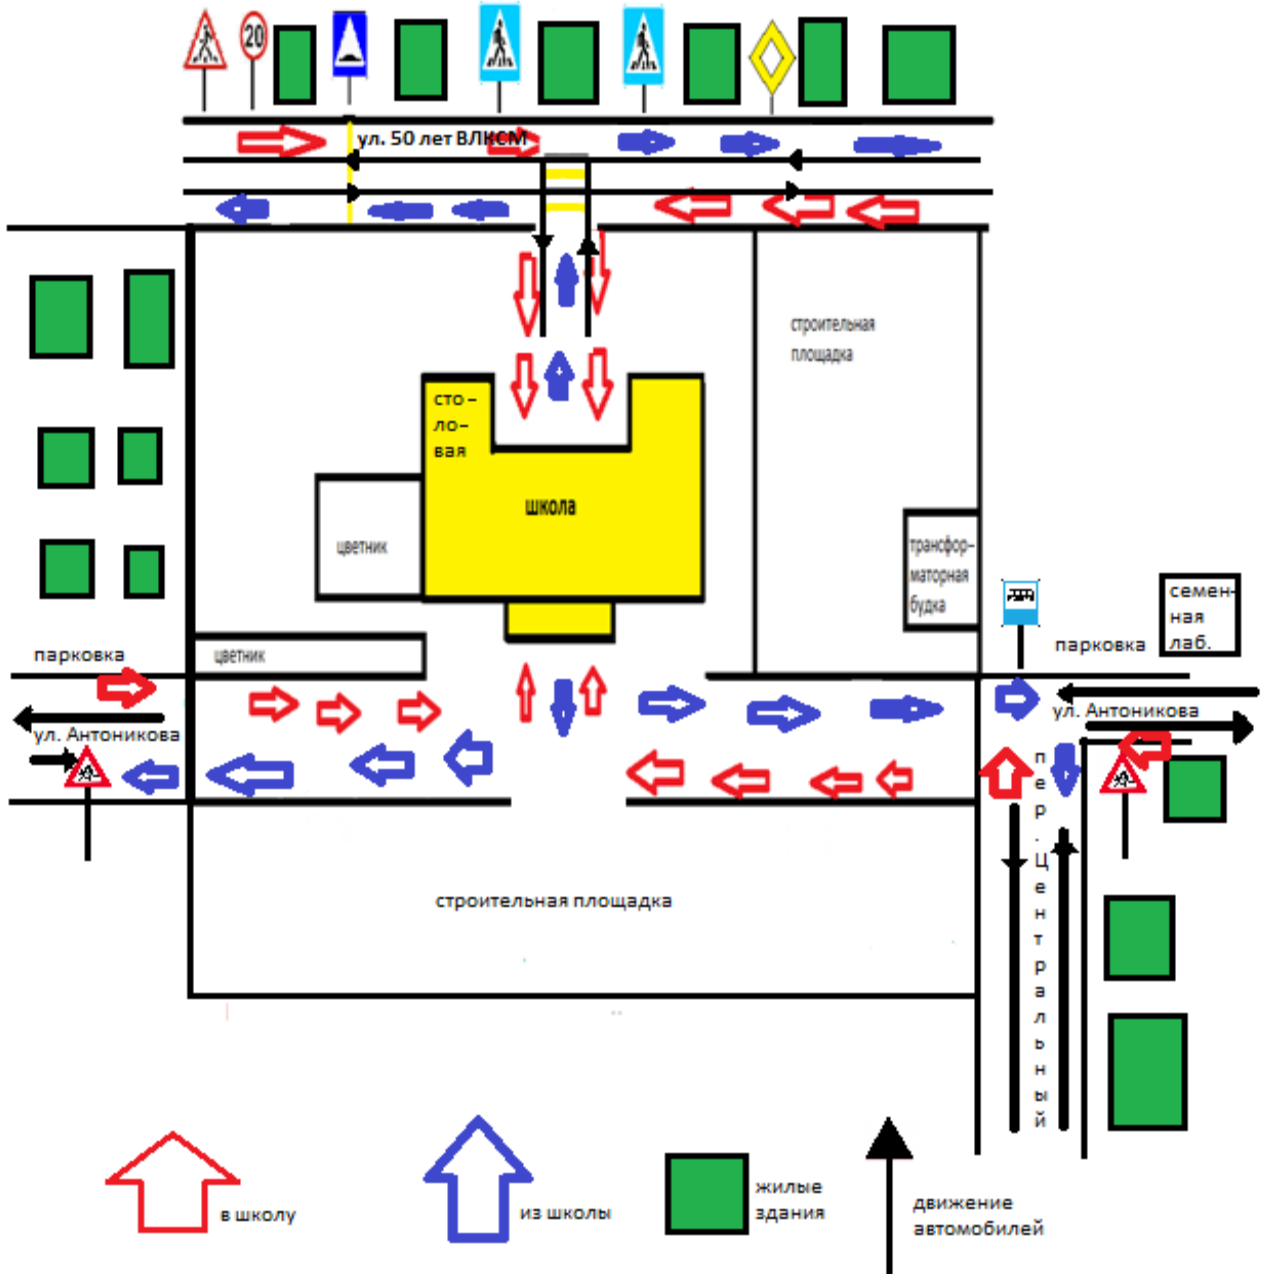 20
ул. 50 лет ВЛКСМ
строительная
площадка
сто-
ло-
вая
школа
цветник
трансфор-
маторная
будка
семен-
ная
лаб.
парковка
цветник
парковка
ул. Антоникова
ул. Антоникова
пер. Центральный
строительная площадка
в школу
из школы
жилые
здания
движение
автомобилей